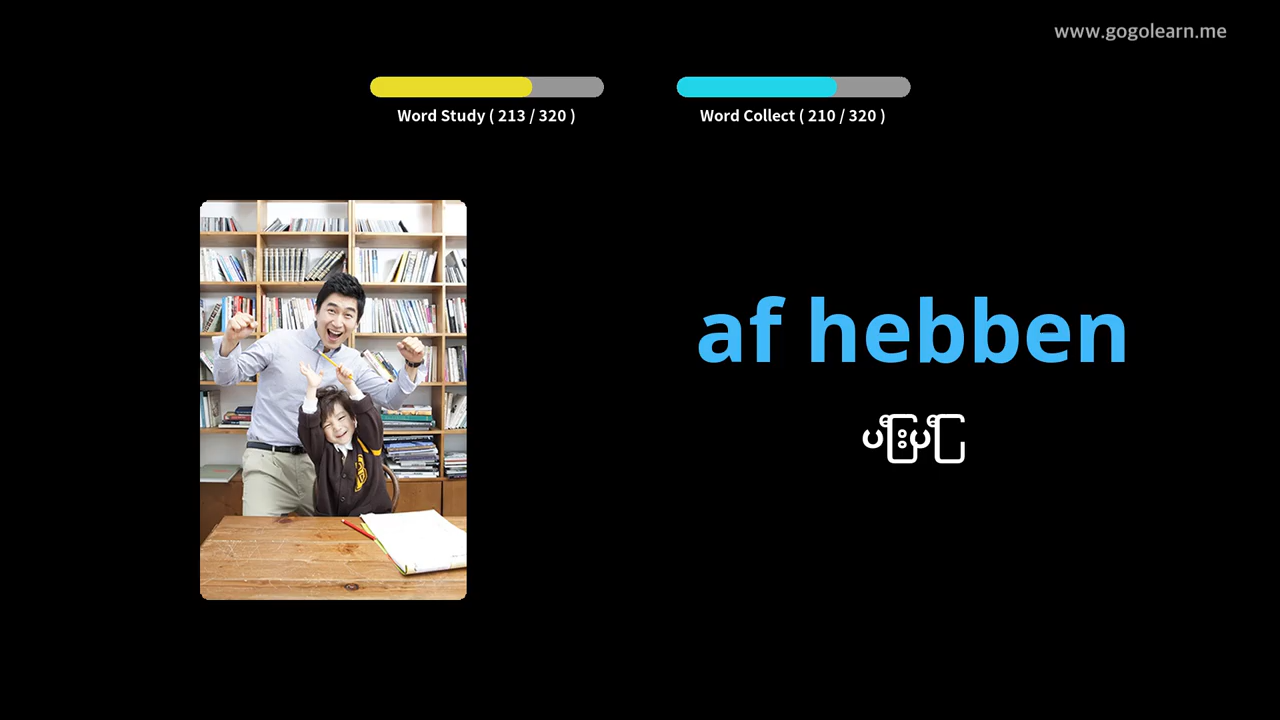 www.gogolearn.me
Word Study ( 213 / 320 )
Word Collect ( 210 / 320 )
af hebben
ပြီးပြီ